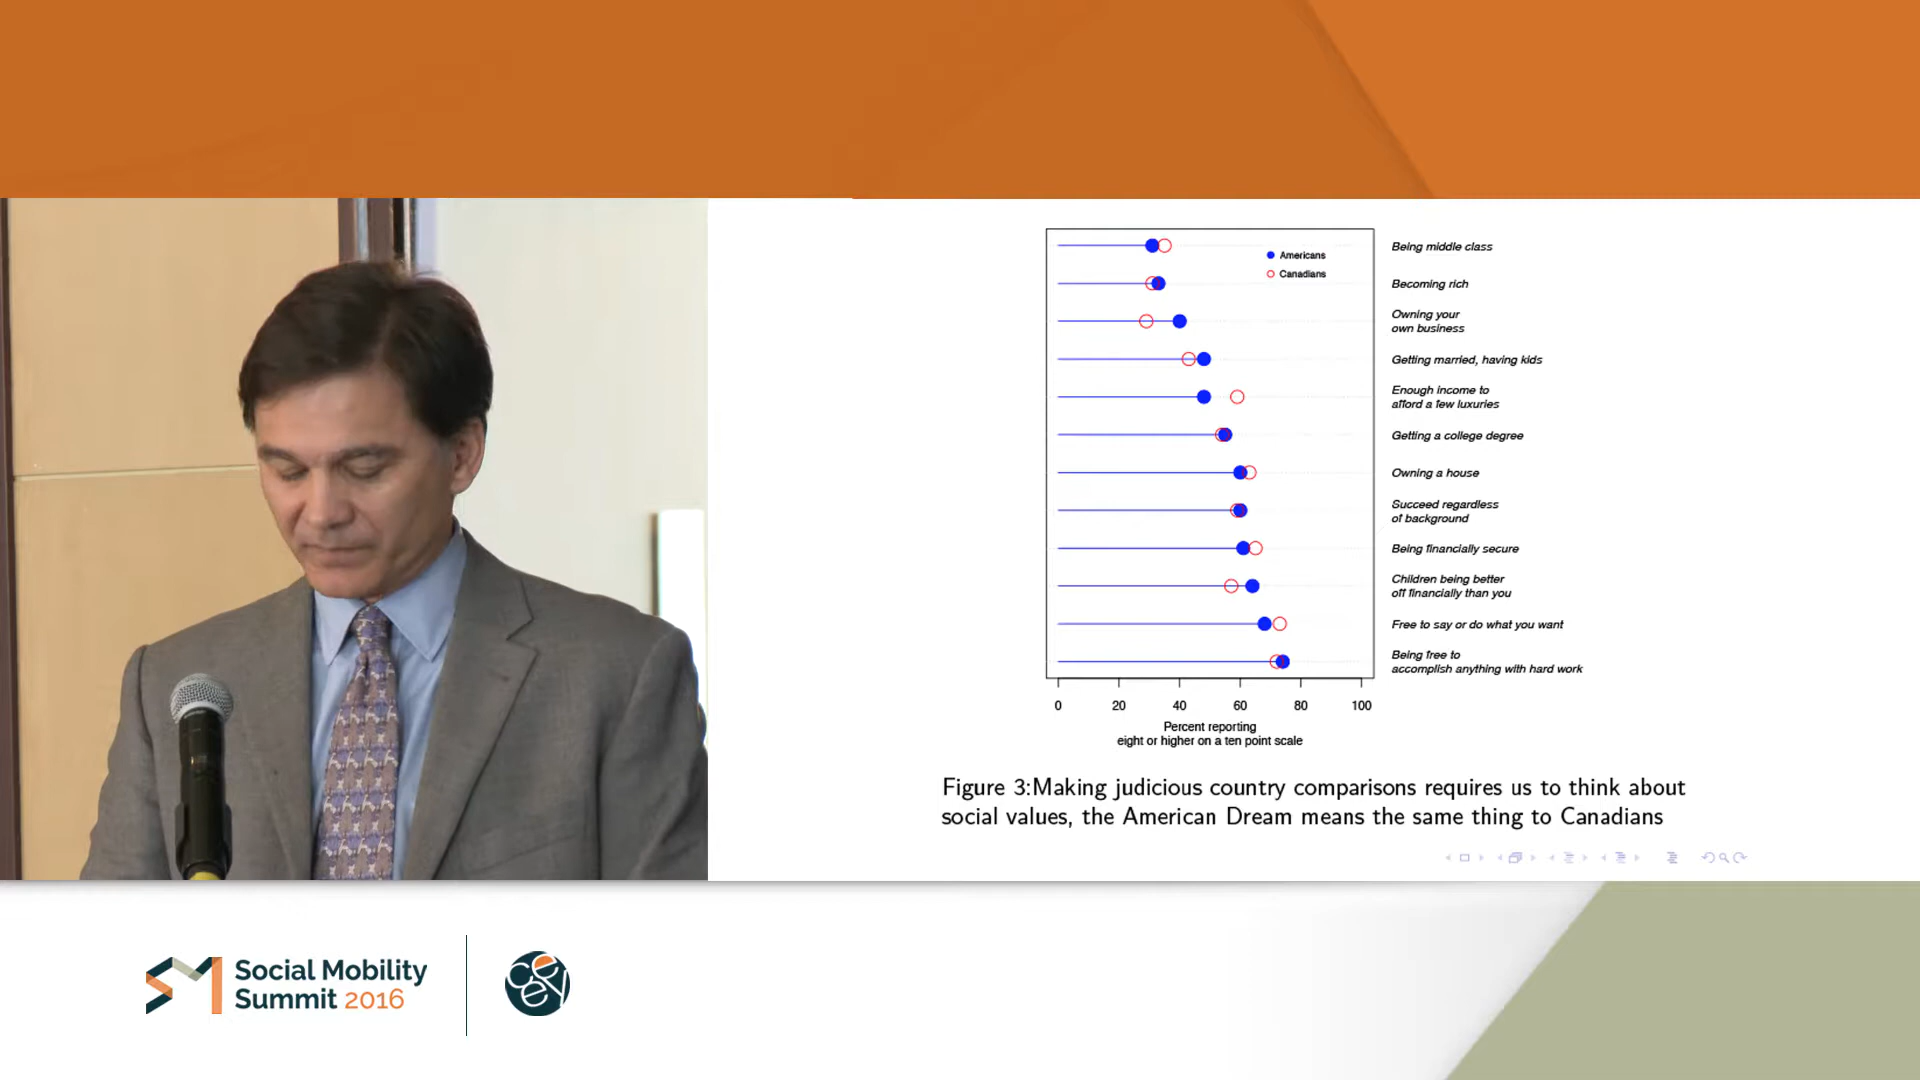 Americans
Canadians
Being middle class
Becoming rich
Owning your
own business
Getting married, having kids
Enough income to
afford a few luxuries
Getting a college degree
Owning a house
Succeed regardless
of background
Being financially secure
Children being better
off financially than you
Free to say or do what you want
Being free to
accomplish anything with hard work
0 20 40 60 80 100
Percent reporting
eight or higher on a ten point scale
Figure 3:Making judicious country comparisons requires us to think about
social values, the American Dream means the same thing to Canadians
SM
Social Mobility
Summit 2016
ceey